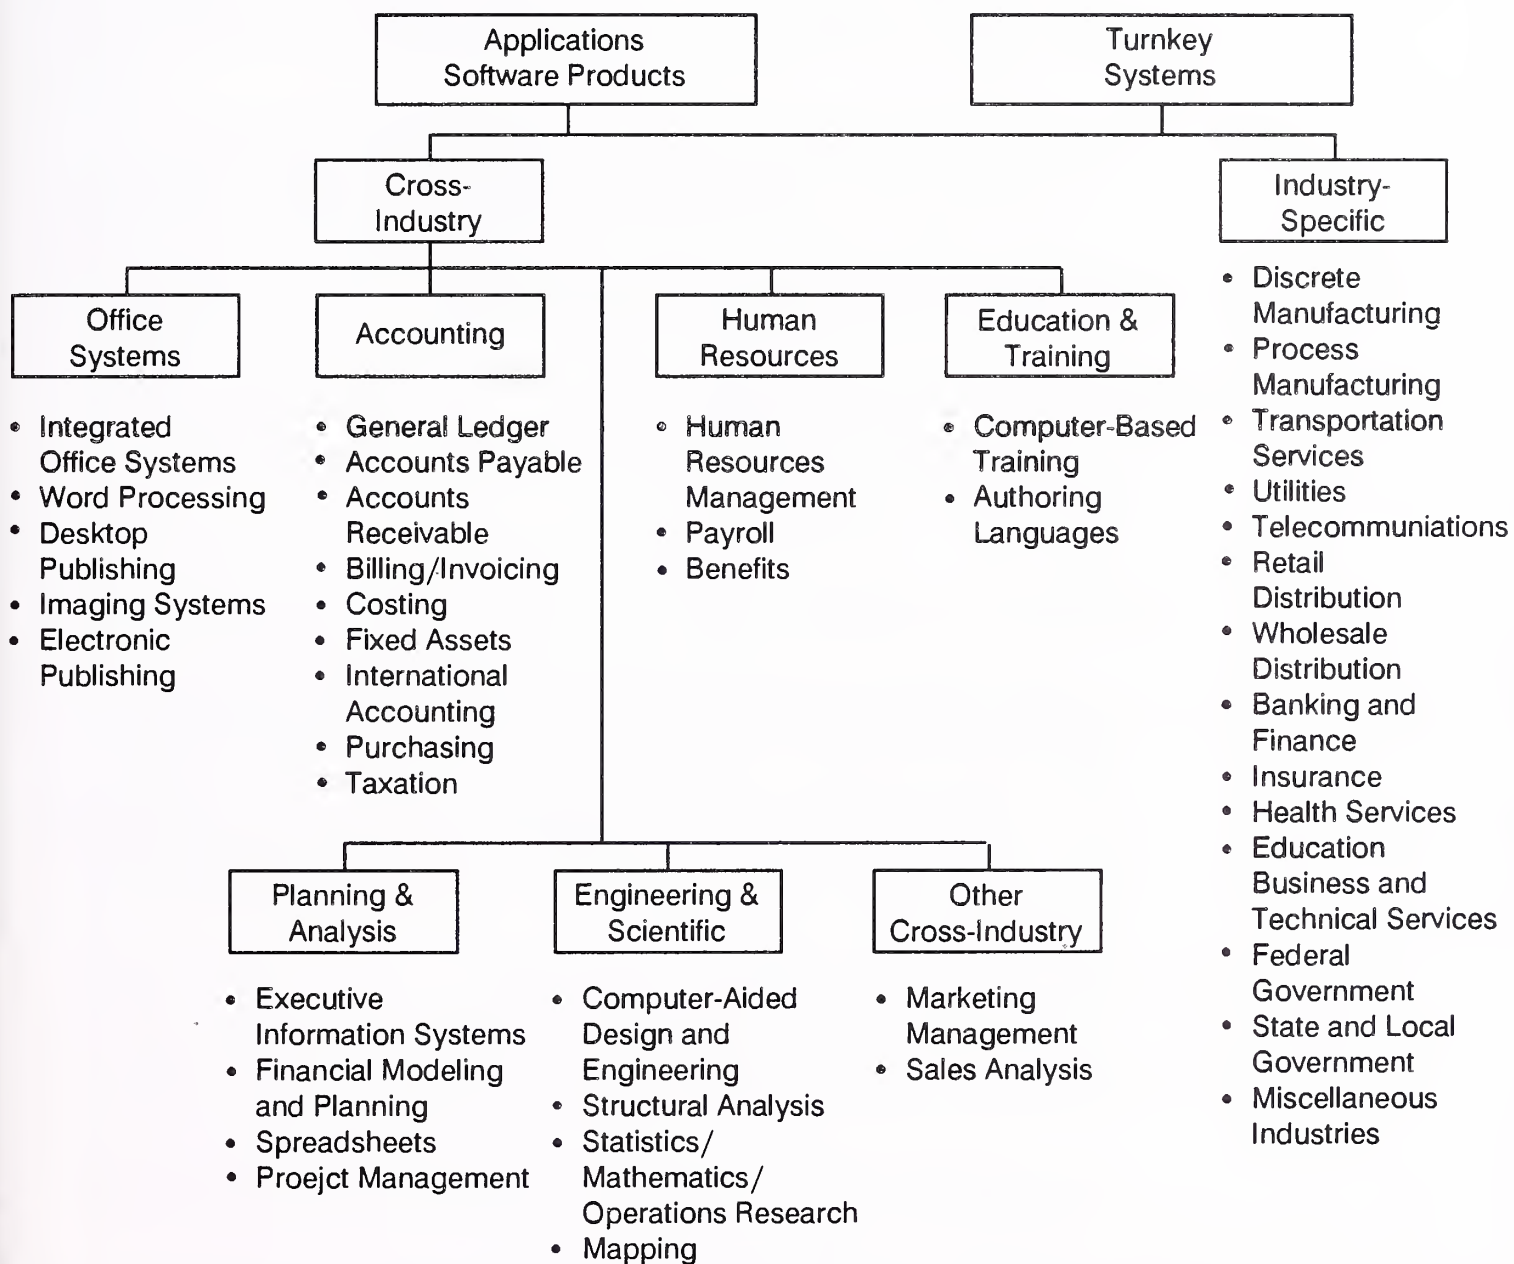 Applications
Software Products
Turnkey
Systems
Cross-
Industry
Industry-
Specific
Office
Systems
Accounting
Human
Resources
Education &
Training
• Integrated
Office Systems
• Word Processing
• Desktop
Publishing
• Imaging Systems
• Electronic
Publishing
• General Ledger
• Accounts Payable
• Accounts
Receivable
• Billing/Invoicing
• Costing
• Fixed Assets
• International
Accounting
• Purchasing
• Taxation
• Human
Resources
Management
• Payroll
• Benefits
• Computer-Based
Training
• Authoring
Languages
• Discrete
Manufacturing
• Process
Manufacturing
• Transportation
Services
• Utilities
• Telecommuniations
• Retail
Distribution
• Wholesale
Distribution
• Banking and
Finance
• Insurance
• Health Services
• Education
Business and
Technical Services
• Federal
Government
• State and Local
Government
• Miscellaneous
Industries
Planning &
Analysis
Engineering &
Scientific
Other
Cross-Industry
• Executive
Information Systems
• Financial Modeling
and Planning
• Spreadsheets
• Proejct Management
• Computer-Aided
Design and
Engineering
• Structural Analysis
• Statistics/
Mathematics/
Operations Research
• Mapping
• Marketing
Management
• Sales Analysis